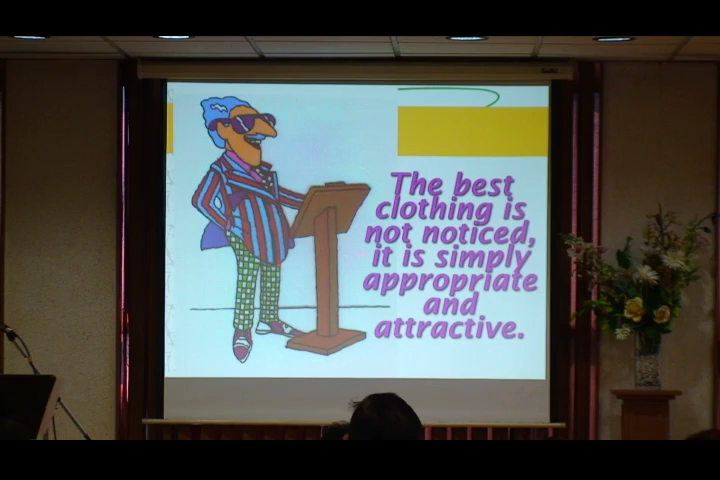 The best
clothing is
not noticed,
it is simply
appropriate
and
attractive.